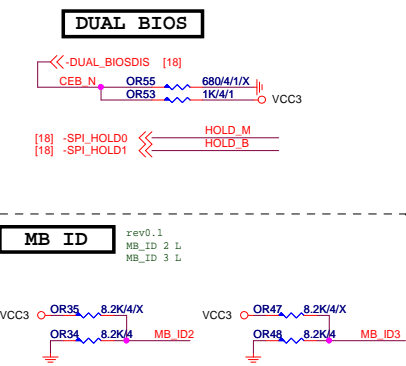 DUAL BIOS
-DUAL_BIOSDIS [18]
CEB_N OR55 680/4/1/X
OR53 1K/4/1 VCC3
[18] -SPI_HOLD0 HOLD_M
[18] -SPI_HOLD1 HOLD_B
MB ID
rev0.1
MB_ID 2 L
MB_ID 3 L
VCC3 OR35 8.2K/4/X VCC3 OR47 8.2K/4/X
OR34 8.2K/4 MB_ID2 OR48 8.2K/4 MB_ID3